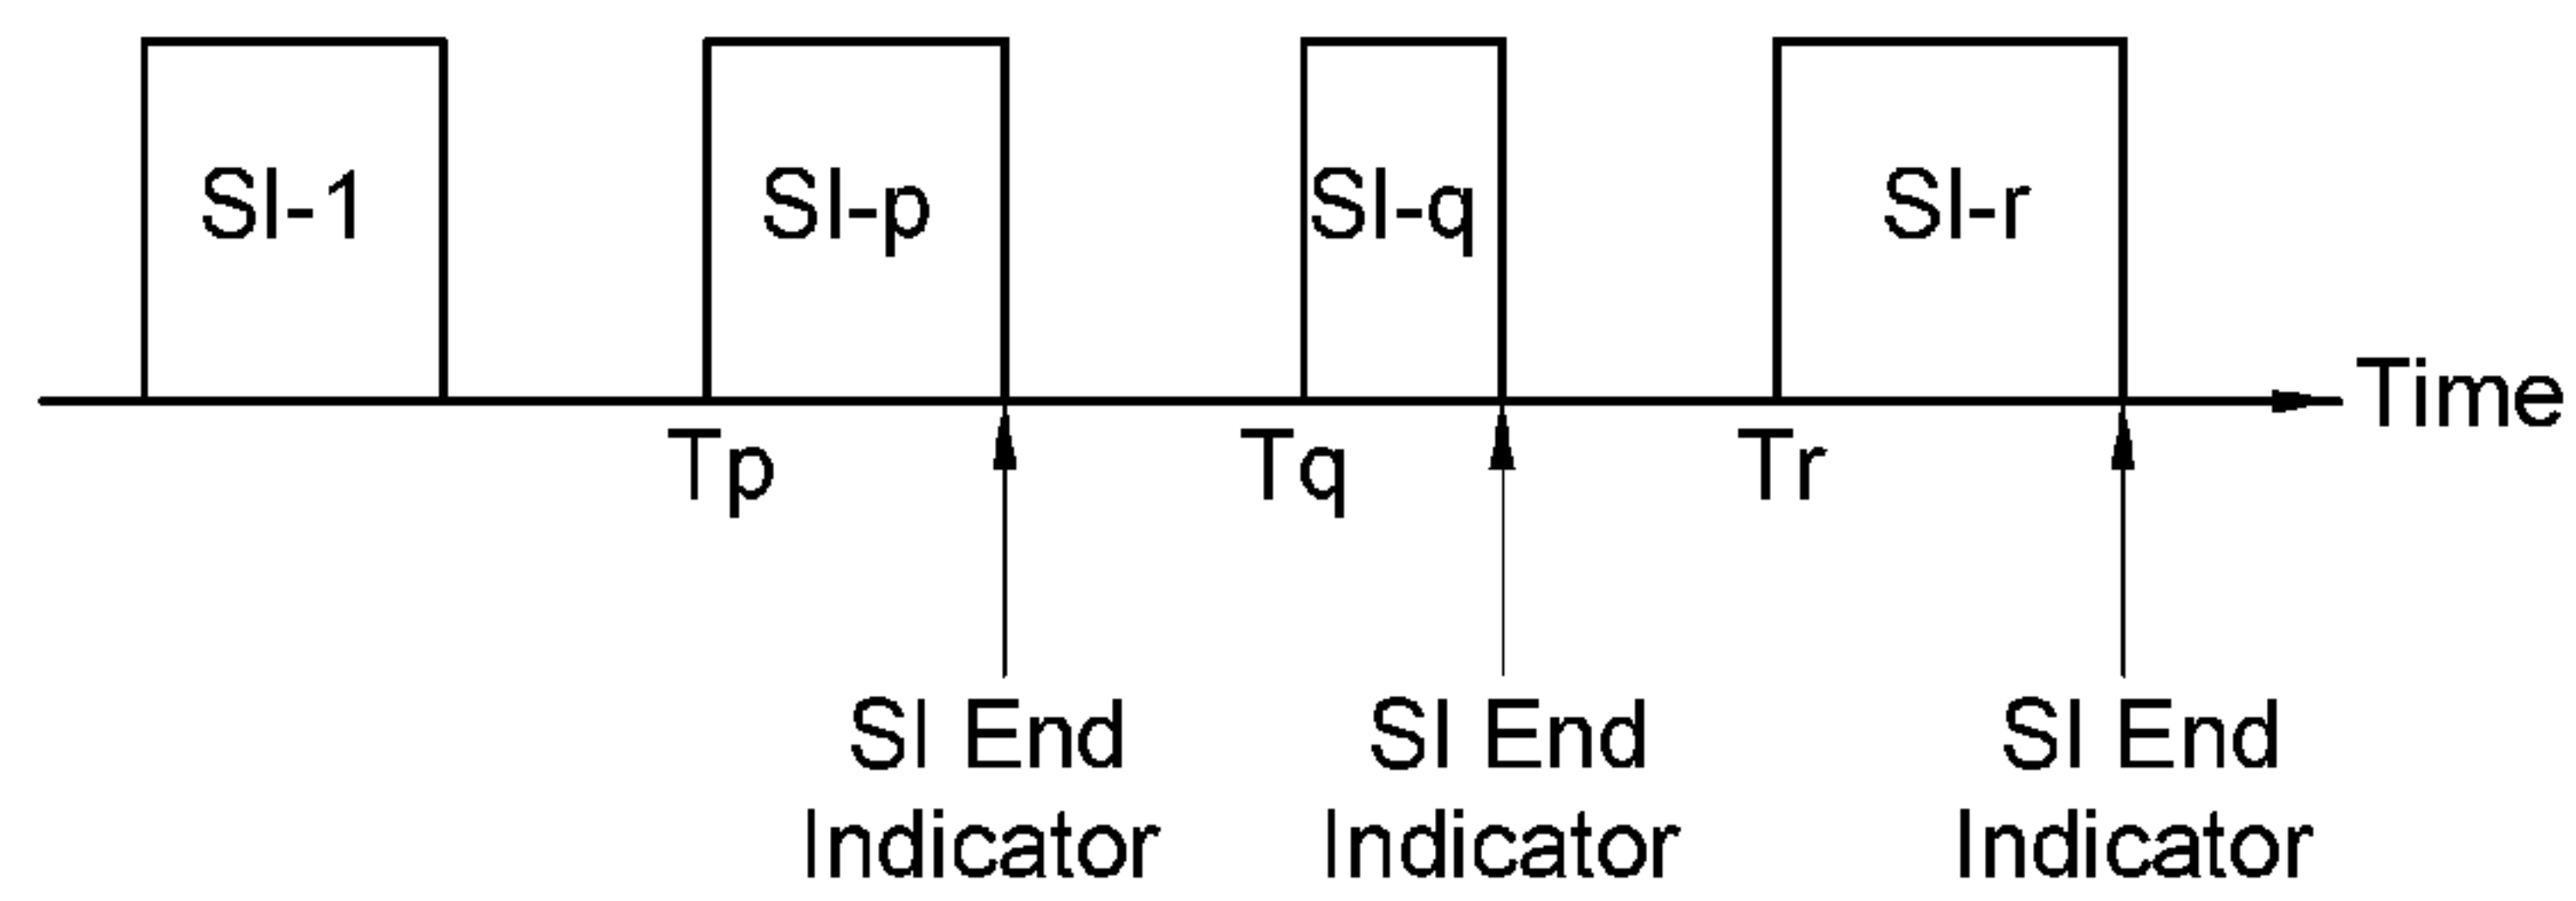 SI-1
SI-p
SI-q
SI-r
Time
Tp
Tq
Tr
SI End
Indicator
SI End
Indicator
SI End
Indicator